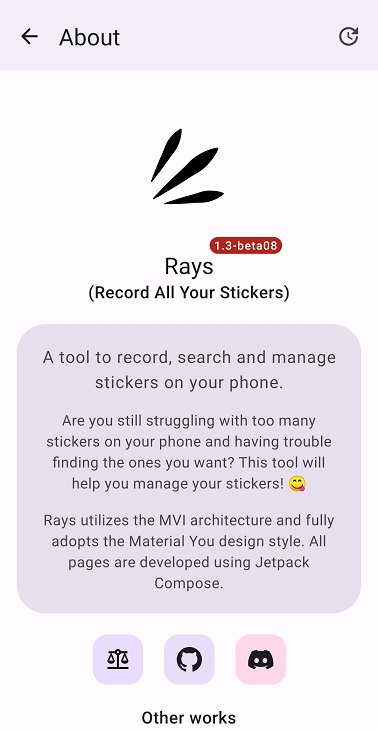 About
1.3-beta08
Rays
(Record All Your Stickers)
A tool to record, search and manage
stickers on your phone.
Are you still struggling with too many
stickers on your phone and having trouble
finding the ones you want? This tool will
help you manage your stickers! 😋
Rays utilizes the MVI architecture and fully
adopts the Material You design style. All
pages are developed using Jetpack
Compose.
Other works